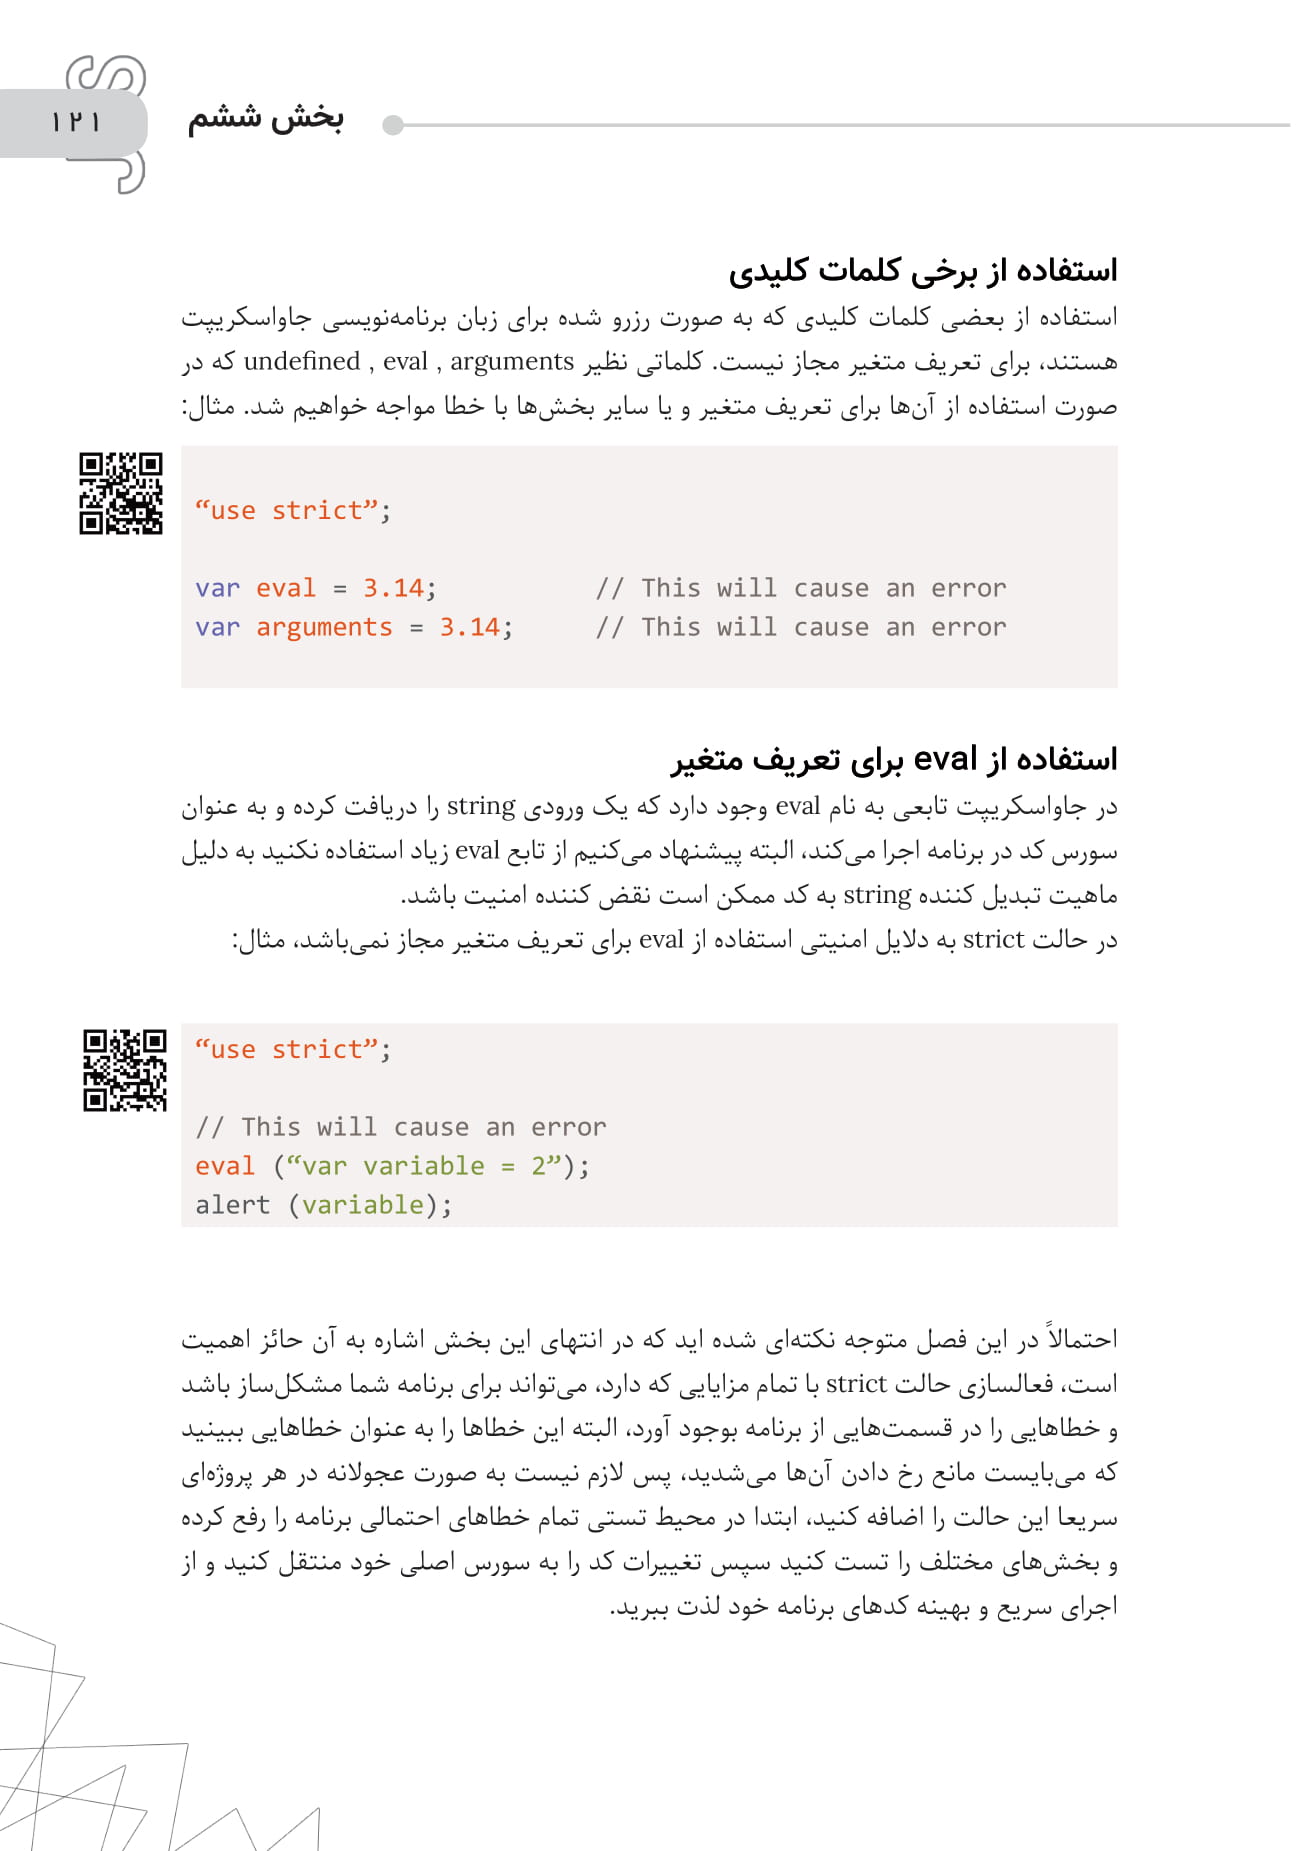 ۱۲۱
بخش ششم
استفاده از برخی کلمات کلیدی
استفاده از بعضی کلمات کلیدی که به صورت رزرو شده برای زبان برنامه‌نویسی جاواسکریپت
هستند، برای تعریف متغیر مجاز نیست. کلماتی نظیر undefined , eval , arguments که در
صورت استفاده از آن‌ها برای تعریف متغیر و یا سایر بخش‌ها با خطا مواجه خواهیم شد. مثال:
“use strict”;
var eval = 3.14; // This will cause an error
var arguments = 3.14; // This will cause an error
استفاده از eval برای تعریف متغیر
در جاواسکریپت تابعی به نام eval وجود دارد که یک ورودی string را دریافت کرده و به عنوان
سورس کد در برنامه اجرا می‌کند، البته پیشنهاد می‌کنیم از تابع eval زیاد استفاده نکنید به دلیل
ماهیت تبدیل کننده string به کد ممکن است نقض کننده امنیت باشد.
در حالت strict به دلایل امنیتی استفاده از eval برای تعریف متغیر مجاز نمی‌باشد، مثال:
“use strict”;
// This will cause an error
eval (“var variable = 2”);
alert (variable);
احتمالاً در این فصل متوجه نکته‌ای شده اید که در انتهای این بخش اشاره به آن حائز اهمیت
است، فعالسازی حالت strict با تمام مزایایی که دارد، می‌تواند برای برنامه شما مشکل‌ساز باشد
و خطاهایی را در قسمت‌هایی از برنامه بوجود آورد، البته این خطاها را به عنوان خطاهایی ببینید
که می‌بایست مانع رخ دادن آن‌ها می‌شدید، پس لازم نیست به صورت عجولانه در هر پروژه‌ای
سریعا این حالت را اضافه کنید، ابتدا در محیط تستی تمام خطاهای احتمالی برنامه را رفع کرده
و بخش‌های مختلف را تست کنید سپس تغییرات کد را به سورس اصلی خود منتقل کنید و از
اجرای سریع و بهینه کدهای برنامه خود لذت ببرید.